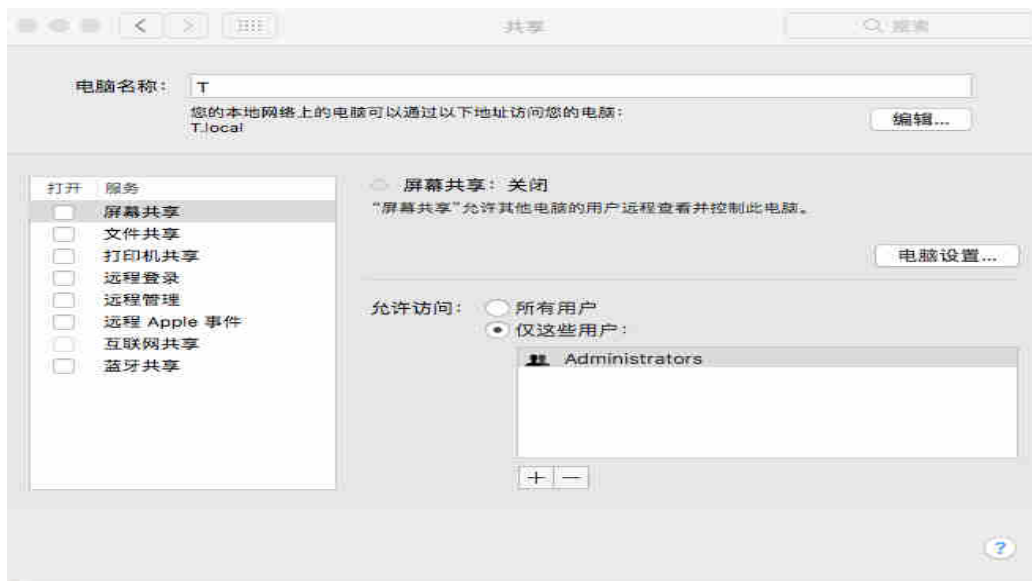 共享
搜索
电脑名称：
T
您的本地网络上的电脑可以通过以下地址访问您的电脑：
T.local
编辑...
打开 服务
屏幕共享
文件共享
打印机共享
远程登录
远程管理
远程 Apple 事件
互联网共享
蓝牙共享
屏幕共享：关闭
“屏幕共享”允许其他电脑的用户远程查看并控制此电脑。
电脑设置...
允许访问：
所有用户
仅这些用户：
Administrators